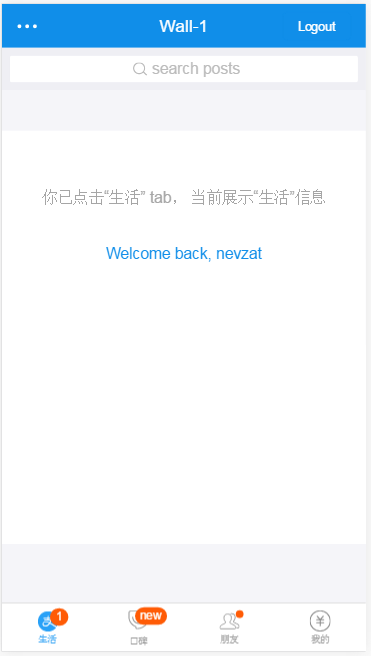 Wall-1
Logout
search posts
你已点击“生活” tab， 当前展示“生活”信息
Welcome back, nevzat
1
new
生活
口碑
朋友
我的